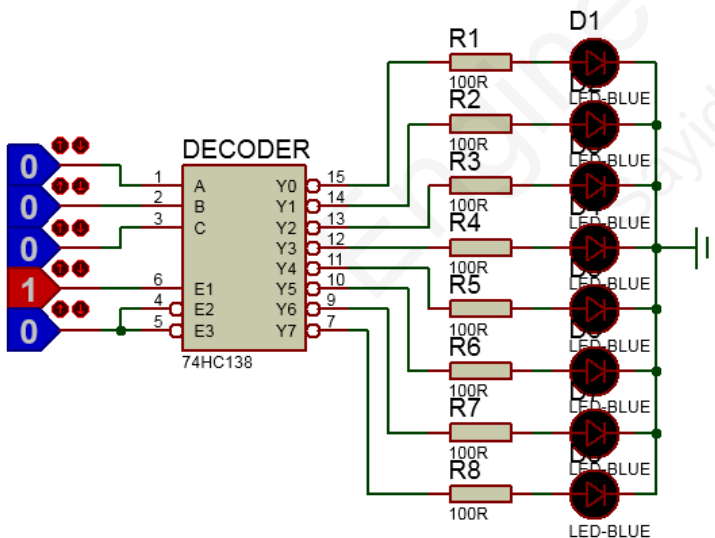 D1
R1
100R
LED-BLUE
R2
100R
LED-BLUE
R3
100R
LED-BLUE
R4
100R
LED-BLUE
R5
100R
LED-BLUE
R6
100R
LED-BLUE
R7
100R
LED-BLUE
R8
100R
LED-BLUE
DECODER
0
0
0
1
0
1 A Y0 15
2 B Y1 14
3 C Y2 13
Y3 12
Y4 11
6 E1 Y5 10
4 E2 Y6 9
5 E3 Y7 7
74HC138
Engine